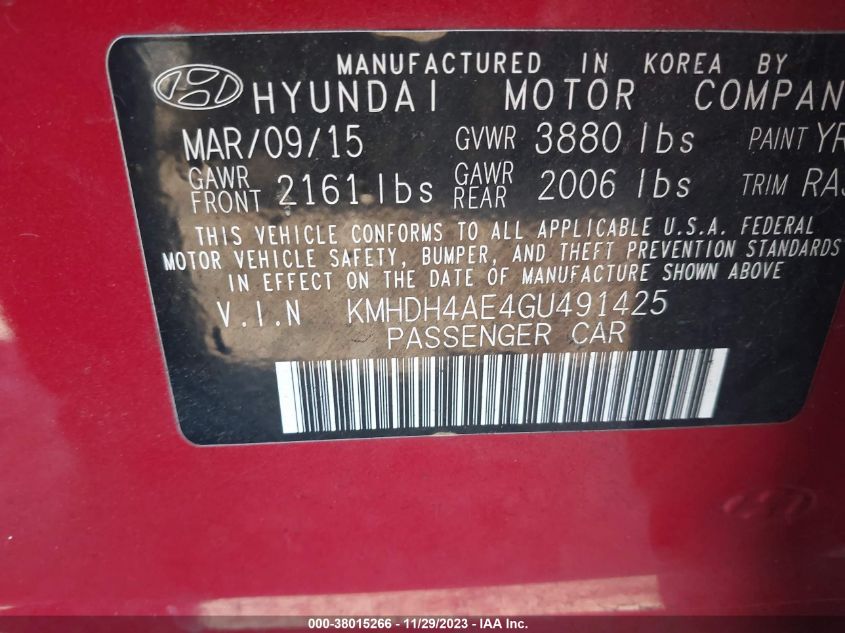 MANUFACTURED IN KOREA BY
HYUNDAI MOTOR COMPAN
MAR/09/15 GVWR 3880 lbs PAINT YR
GAWR FRONT 2161 lbs GAWR REAR 2006 lbs TRIM RA
THIS VEHICLE CONFORMS TO ALL APPLICABLE U.S.A. FEDERAL
MOTOR VEHICLE SAFETY, BUMPER, AND THEFT PREVENTION STANDARDS
IN EFFECT ON THE DATE OF MANUFACTURE SHOWN ABOVE
V.I.N KMHDH4AE4GU491425
PASSENGER CAR
000-38015266 - 11/29/2023 - IAA Inc.